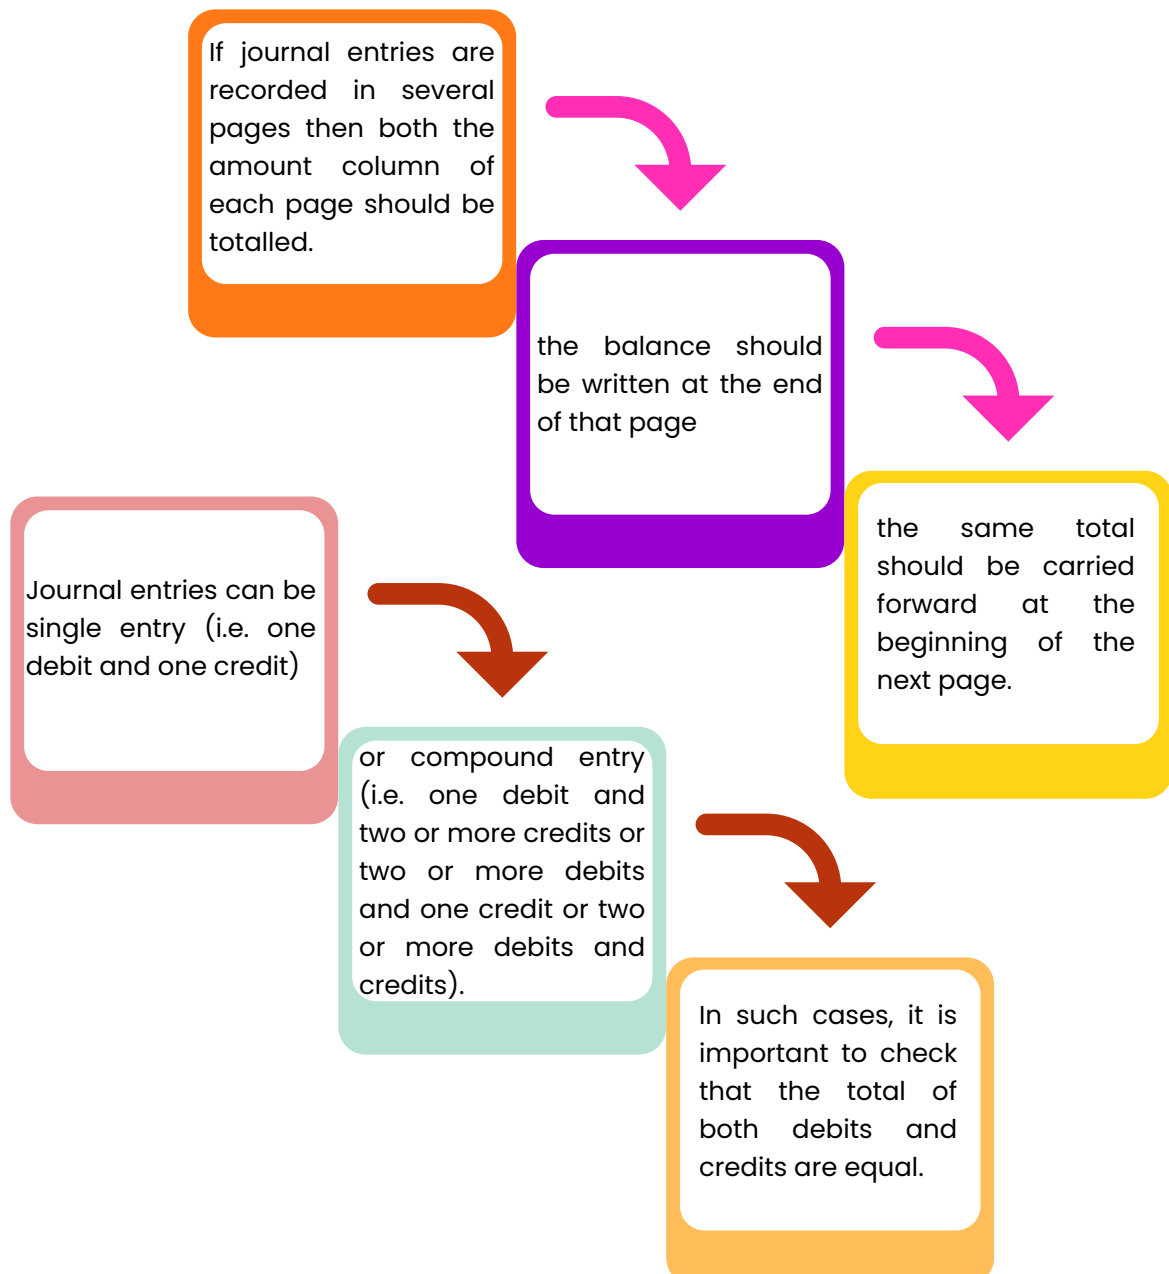 If journal entries are
recorded in several
pages then both the
amount column of
each page should be
totalled.
the balance should
be written at the end
of that page
the same total
should be carried
forward at the
beginning of the
next page.
Journal entries can be
single entry (i.e. one
debit and one credit)
or compound entry
(i.e. one debit and
two or more credits or
two or more debits
and one credit or two
or more debits and
credits).
In such cases, it is
important to check
that the total of
both debits and
credits are equal.